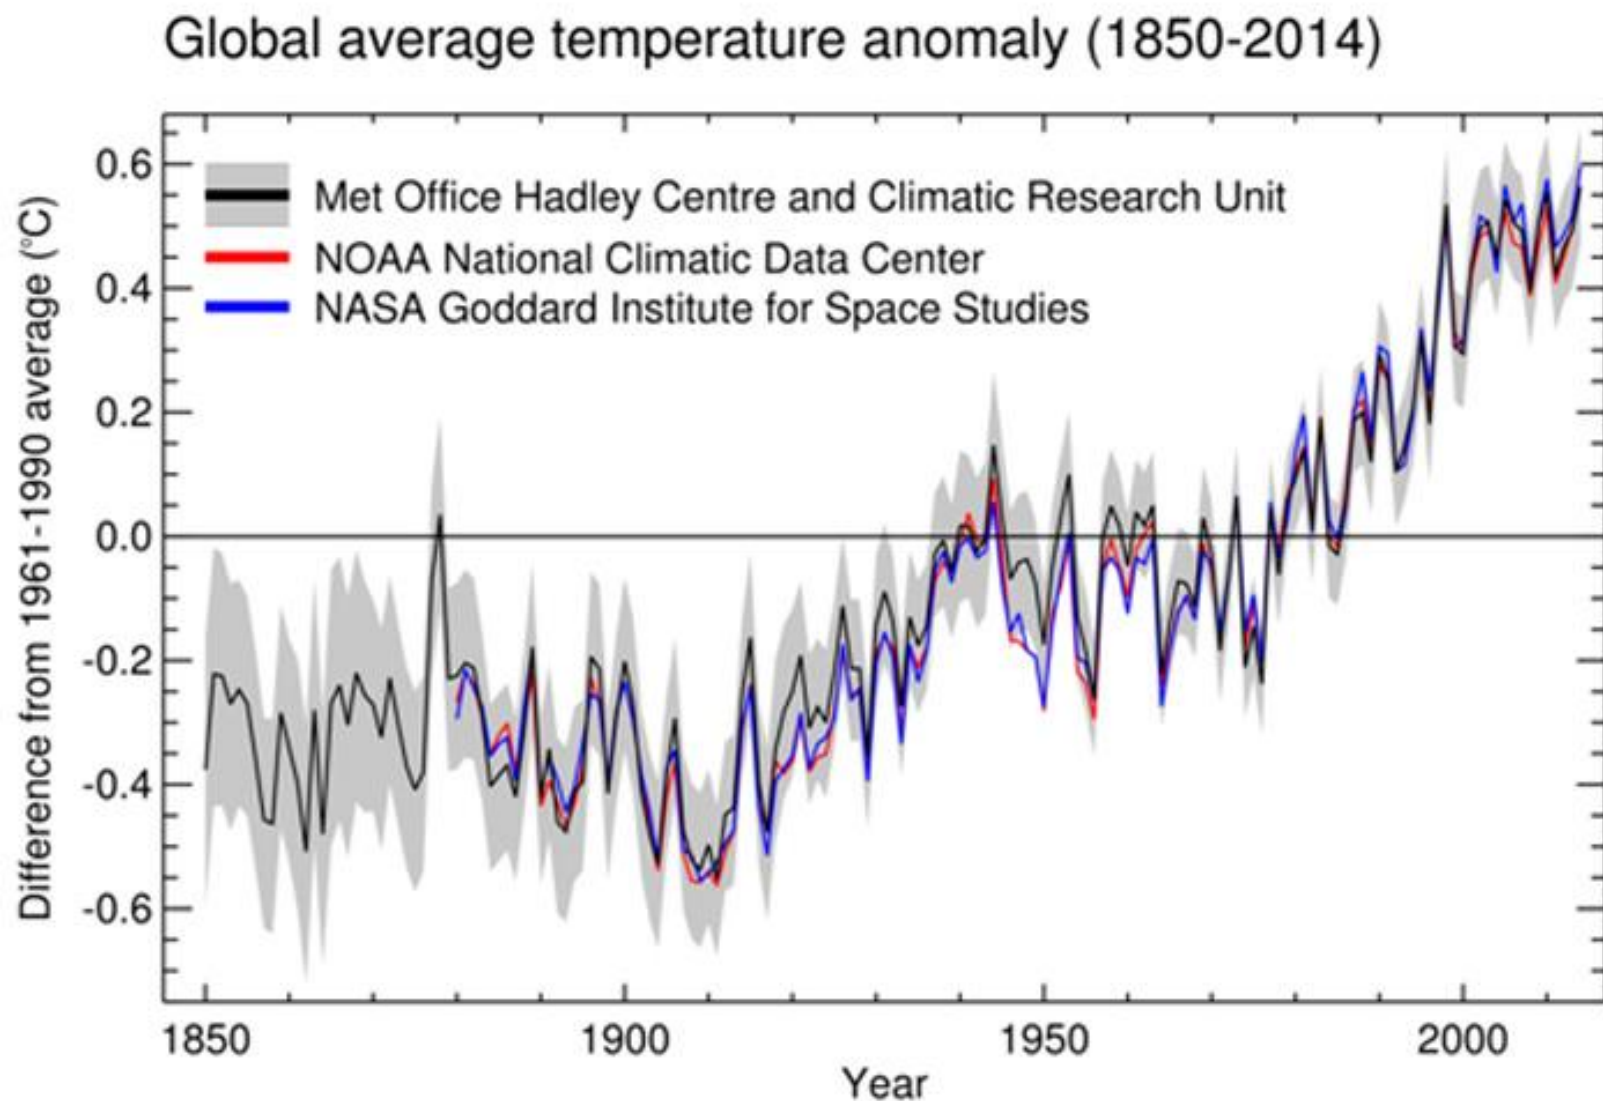 Global average temperature anomaly (1850-2014)
Met Office Hadley Centre and Climatic Research Unit
NOAA National Climatic Data Center
NASA Goddard Institute for Space Studies
Difference from 1961-1990 average (°C)
0.6
0.4
0.2
0.0
-0.2
-0.4
-0.6
1850 1900 1950 2000
Year